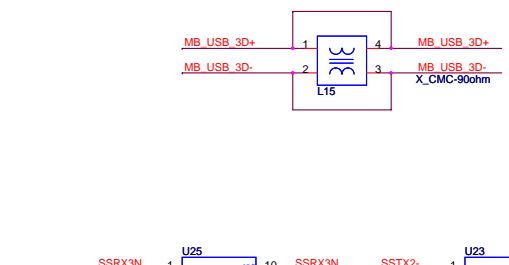 MB_USB_3D+ 1 4 MB_USB_3D+
MB_USB_3D- 2 3 MB_USB_3D-
X_CMC-90ohm
L15
U25 U23
SSRX3N 1 10 SSRX3N SSTX2- 1